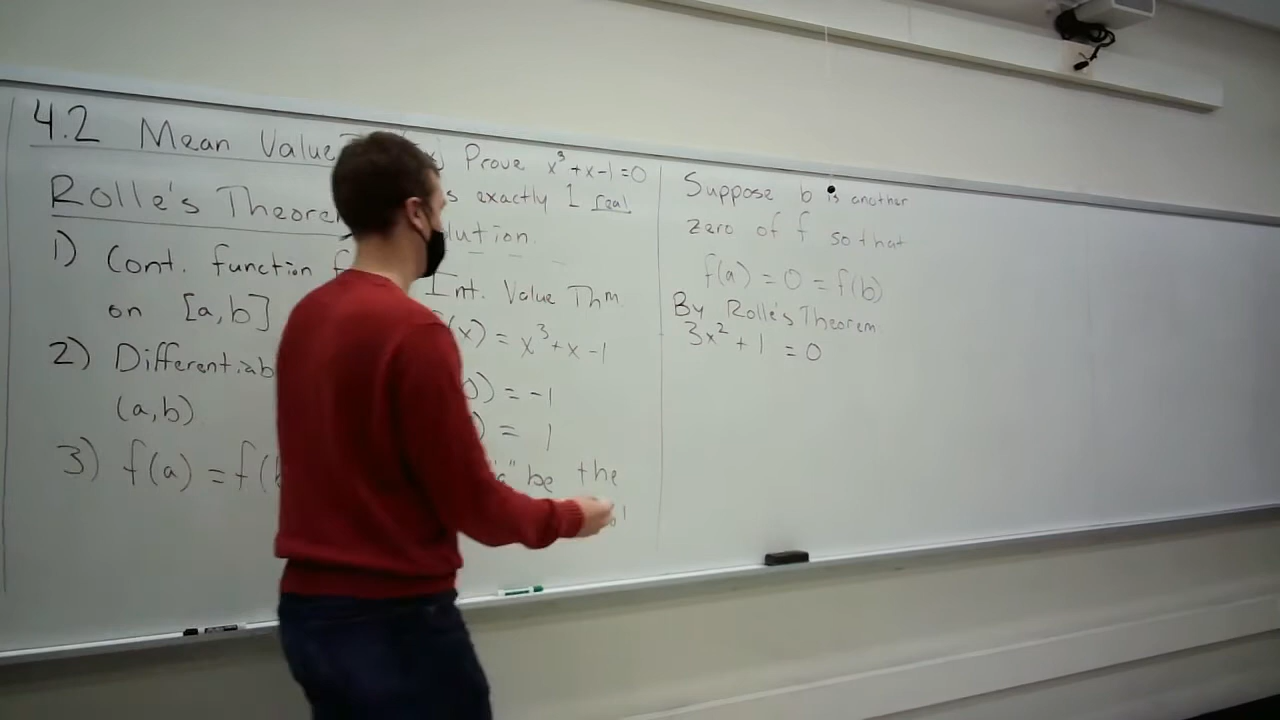 4.2 Mean Value
Rolle's Theorem
1) Cont. function f
on [a,b]
2) Differentiab
(a,b)
3) f(a) = f(b
Prove x³+x-1=0
exactly 1 real
lution.
Int. Value Thm
(x) = x³+x-1
) = -1
) = 1
"a" be the
Suppose b is another
zero of f so that
f(a) = 0 = f(b)
By Rolle's Theorem
3x² + 1 = 0